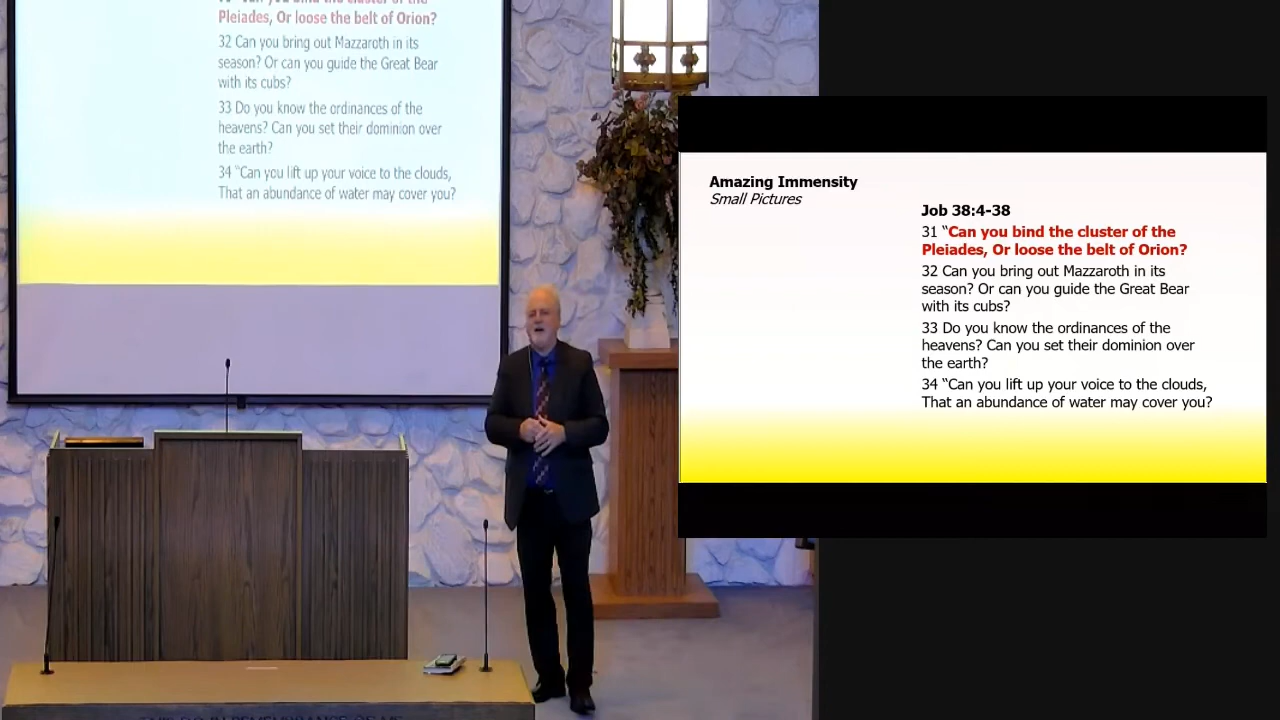 Pleiades, Or loose the belt of Orion?
32 Can you bring out Mazzaroth in its
season? Or can you guide the Great Bear
with its cubs?
33 Do you know the ordinances of the
heavens? Can you set their dominion over
the earth?
34 "Can you lift up your voice to the clouds,
That an abundance of water may cover you?
Amazing Immensity
Small Pictures
Job 38:4-38
31 “Can you bind the cluster of the
Pleiades, Or loose the belt of Orion?
32 Can you bring out Mazzaroth in its
season? Or can you guide the Great Bear
with its cubs?
33 Do you know the ordinances of the
heavens? Can you set their dominion over
the earth?
34 “Can you lift up your voice to the clouds,
That an abundance of water may cover you?